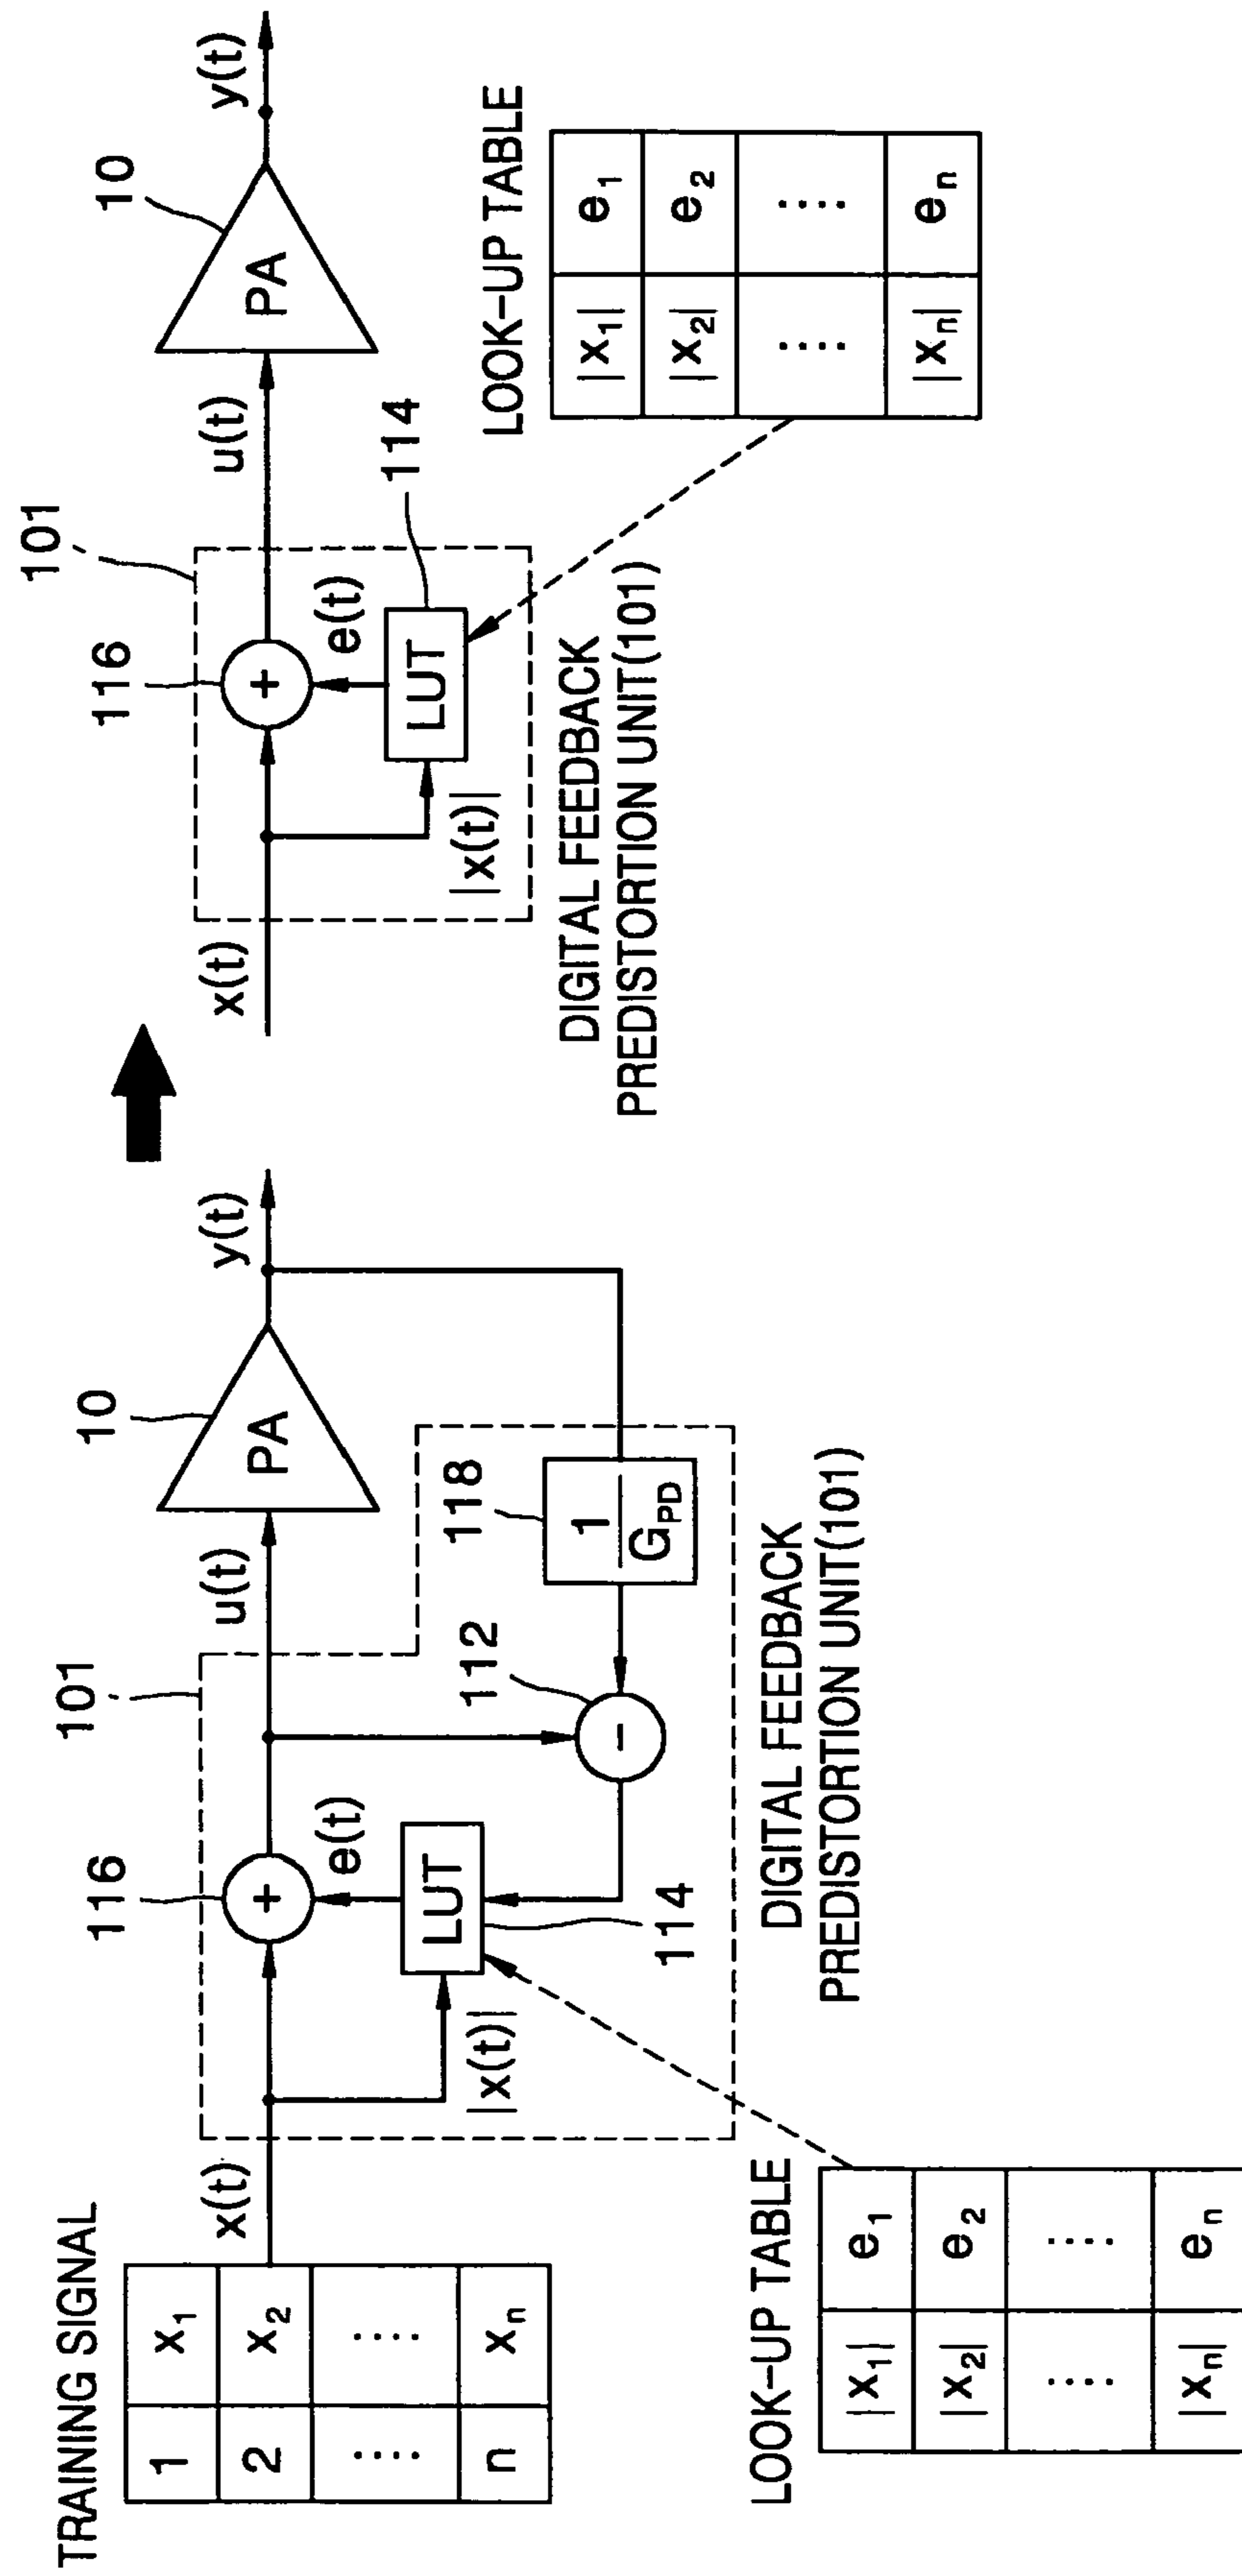 TRAINING SIGNAL
1 x1
2 x2
.... ....
n xn
x(t)
116
101
+
e(t)
LUT
|x(t)|
114
u(t)
10
PA
y(t)
112
-
118
1
GPD
DIGITAL FEEDBACK
PREDISTORTION UNIT(101)
LOOK-UP TABLE
|x1| e1
|x2| e2
.... ....
|xn| en
x(t)
116
101
+
e(t)
LUT
|x(t)|
114
u(t)
10
PA
y(t)
DIGITAL FEEDBACK
PREDISTORTION UNIT(101)
LOOK-UP TABLE
|x1| e1
|x2| e2
.... ....
|xn| en